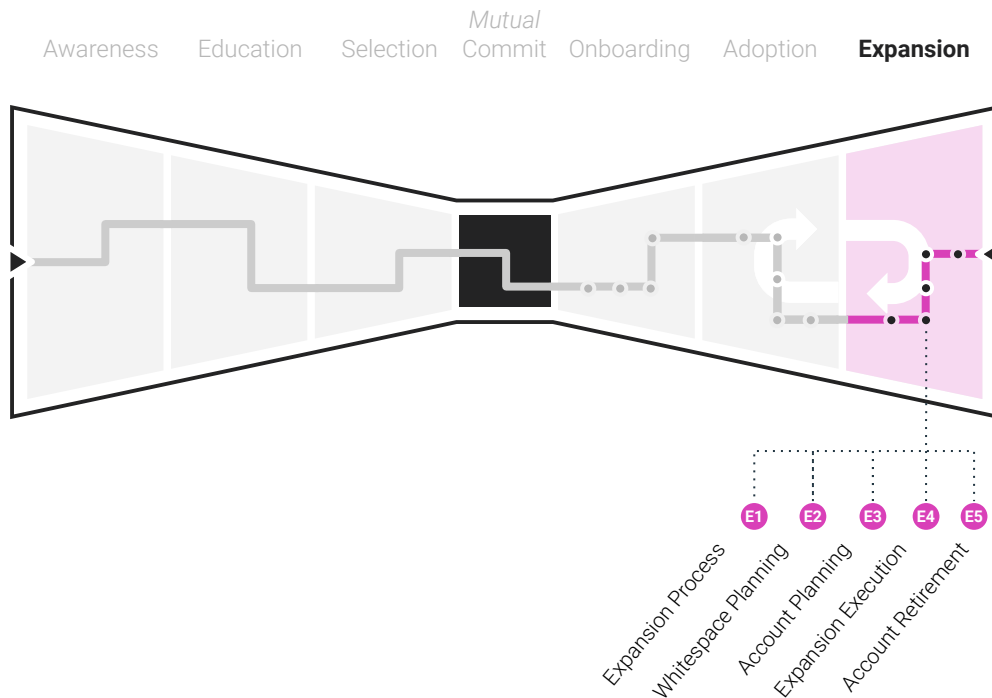 Awareness
Education
Selection
Mutual
Commit
Onboarding
Adoption
Expansion
E1
E2
E3
E4
E5
Expansion Process
Whitespace Planning
Account Planning
Expansion Execution
Account Retirement